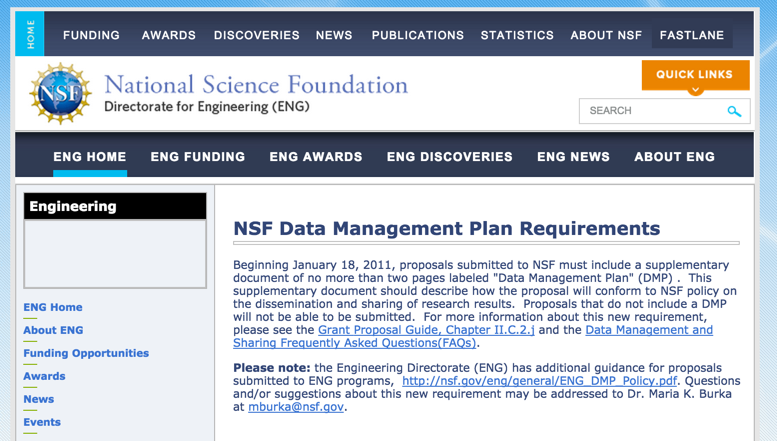 HOME
FUNDING AWARDS DISCOVERIES NEWS PUBLICATIONS STATISTICS ABOUT NSF FASTLANE
QUICK LINKS
NSF
National Science Foundation
Directorate for Engineering (ENG)
SEARCH
ENG HOME ENG FUNDING ENG AWARDS ENG DISCOVERIES ENG NEWS ABOUT ENG
Engineering
ENG Home
About ENG
Funding Opportunities
Awards
News
Events
NSF Data Management Plan Requirements
Beginning January 18, 2011, proposals submitted to NSF must include a supplementary
document of no more than two pages labeled "Data Management Plan" (DMP) .  This
supplementary document should describe how the proposal will conform to NSF policy on
the dissemination and sharing of research results.  Proposals that do not include a DMP
will not be able to be submitted.  For more information about this new requirement,
please see the Grant Proposal Guide, Chapter II.C.2.j and the Data Management and
Sharing Frequently Asked Questions(FAQs).
Please note: the Engineering Directorate (ENG) has additional guidance for proposals
submitted to ENG programs,  http://nsf.gov/eng/general/ENG_DMP_Policy.pdf. Questions
and/or suggestions about this new requirement may be addressed to Dr. Maria K. Burka
at mburka@nsf.gov.